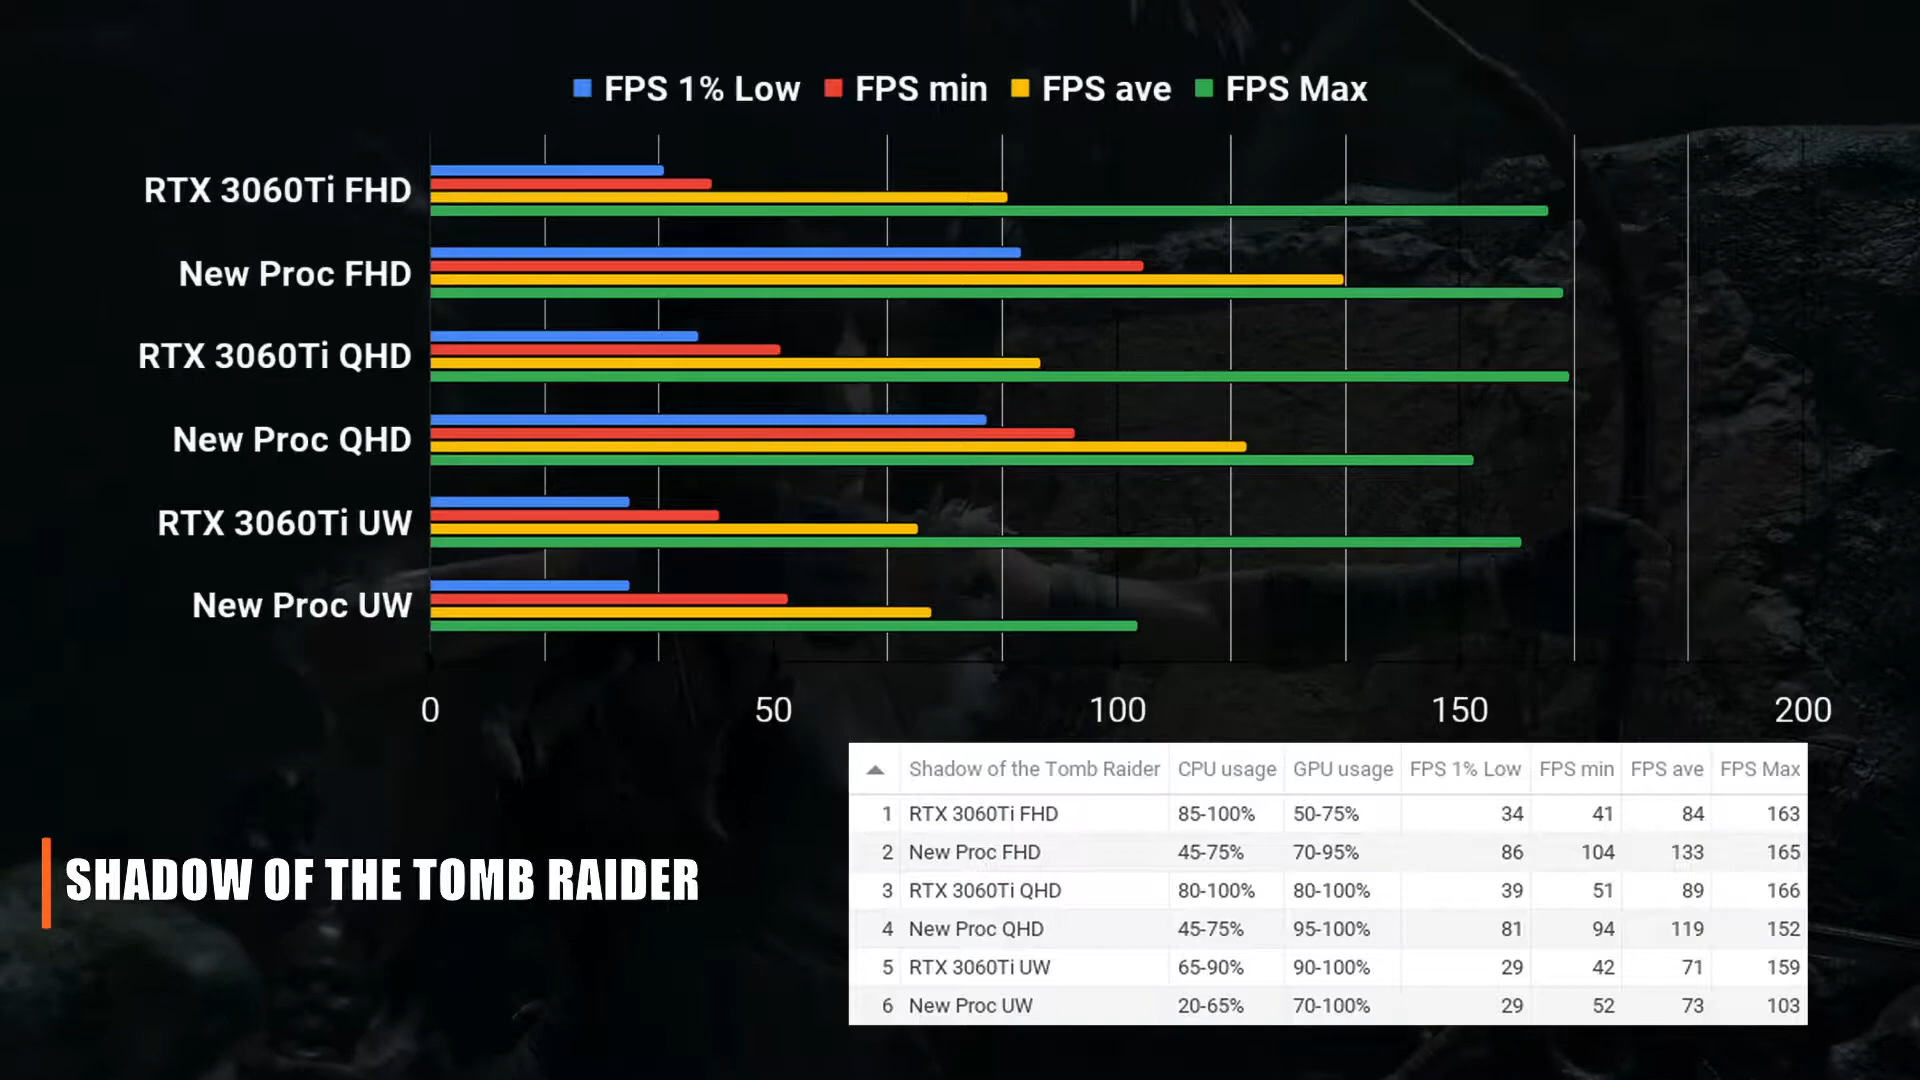 FPS 1% Low FPS min FPS ave FPS Max
RTX 3060Ti FHD
New Proc FHD
RTX 3060Ti QHD
New Proc QHD
RTX 3060Ti UW
New Proc UW
0 50 100 150 200
Shadow of the Tomb Raider CPU usage GPU usage FPS 1% Low FPS min FPS ave FPS Max
1 RTX 3060Ti FHD 85-100% 50-75% 34 41 84 163
2 New Proc FHD 45-75% 70-95% 86 104 133 165
3 RTX 3060Ti QHD 80-100% 80-100% 39 51 89 166
4 New Proc QHD 45-75% 95-100% 81 94 119 152
5 RTX 3060Ti UW 65-90% 90-100% 29 42 71 159
6 New Proc UW 20-65% 70-100% 29 52 73 103
SHADOW OF THE TOMB RAIDER